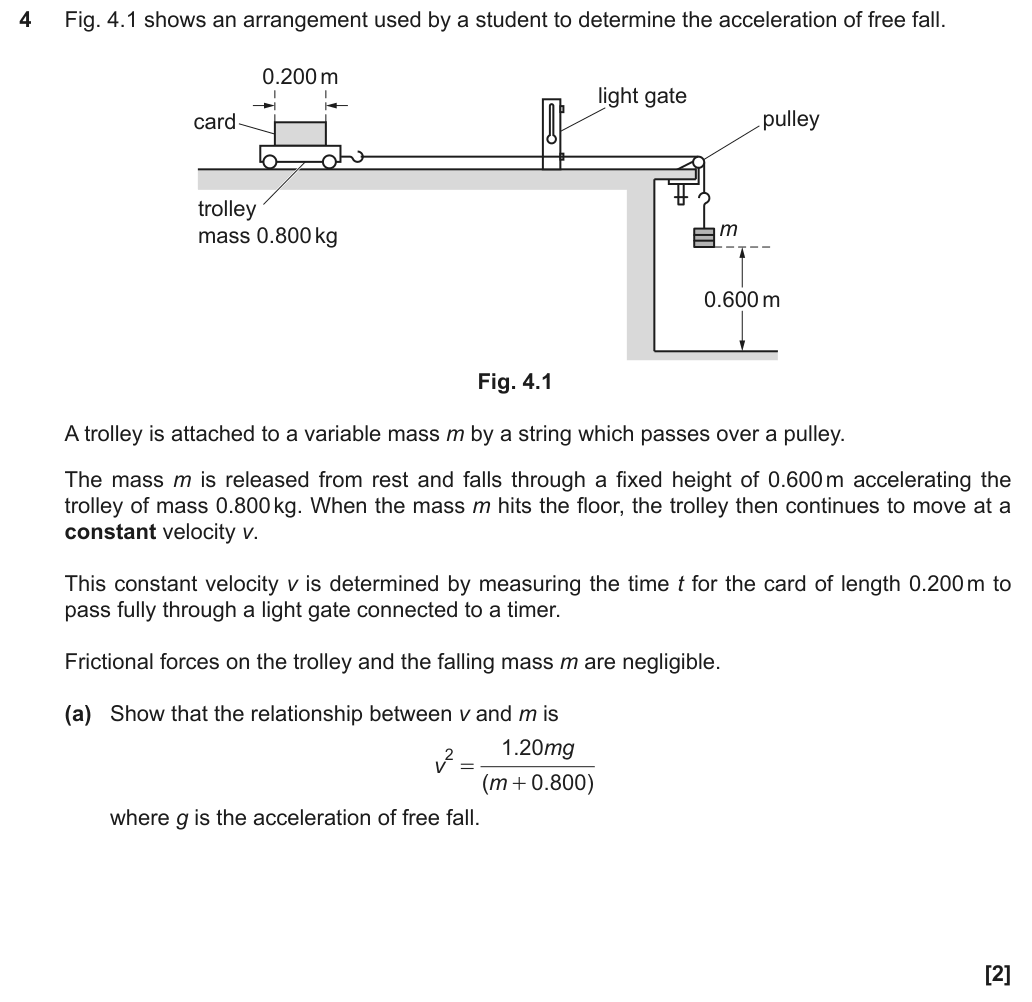 4 Fig. 4.1 shows an arrangement used by a student to determine the acceleration of free fall.
0.200 m
light gate
card
pulley
trolley
mass 0.800 kg
m
0.600 m
Fig. 4.1
A trolley is attached to a variable mass m by a string which passes over a pulley.
The mass m is released from rest and falls through a fixed height of 0.600 m accelerating the
trolley of mass 0.800 kg. When the mass m hits the floor, the trolley then continues to move at a
constant velocity v.
This constant velocity v is determined by measuring the time t for the card of length 0.200 m to
pass fully through a light gate connected to a timer.
Frictional forces on the trolley and the falling mass m are negligible.
(a) Show that the relationship between v and m is
v² = 1.20mg / (m + 0.800)
where g is the acceleration of free fall.
[2]